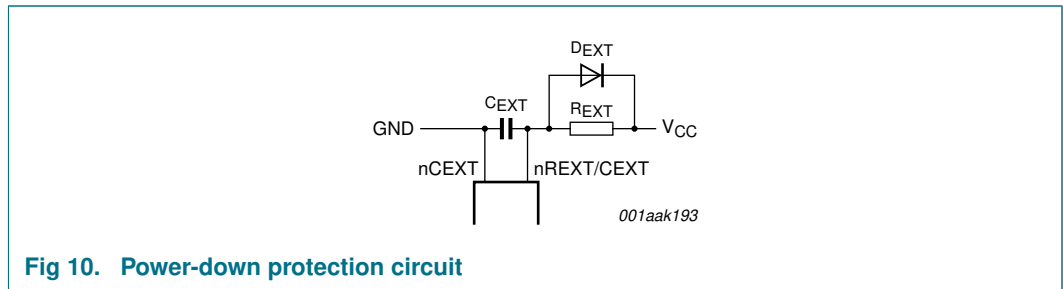 DEXT
CEXT
REXT
GND
VCC
nCEXT
nREXT/CEXT
001aak193
Fig 10. Power-down protection circuit